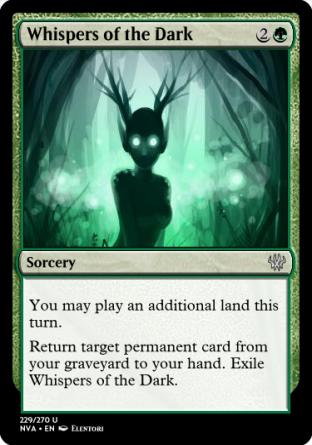 Whispers of the Dark 2
Sorcery
You may play an additional land this
turn.
Return target permanent card from
your graveyard to your hand. Exile
Whispers of the Dark.
229/270 U
NVA • EN Elentori